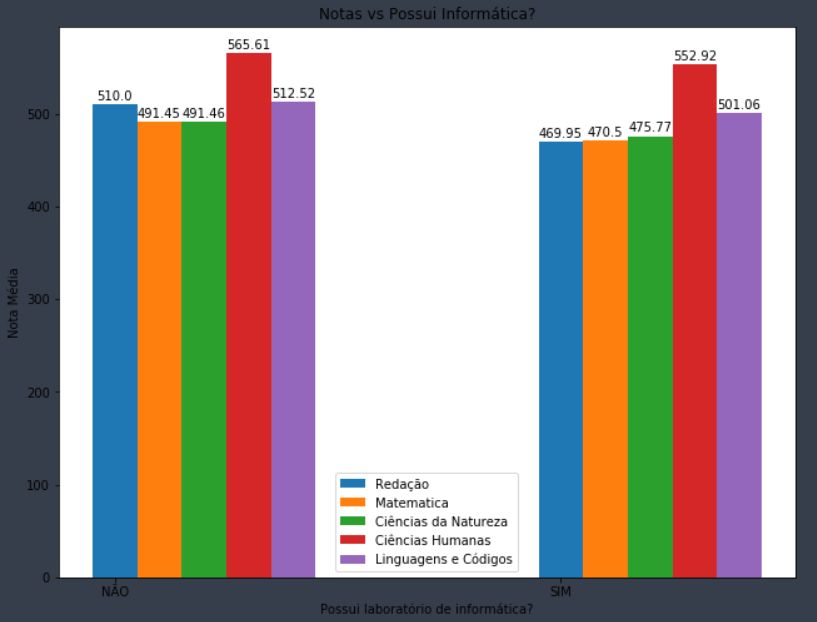 Notas vs Possui Informática?
565.61
552.92
510.0
512.52
491.45
491.46
501.06
469.95
470.5
475.77
500
400
300
200
100
0
Nota Média
Redação
Matematica
Ciências da Natureza
Ciências Humanas
Linguagens e Códigos
NÃO
SIM
Possui laboratório de informática?